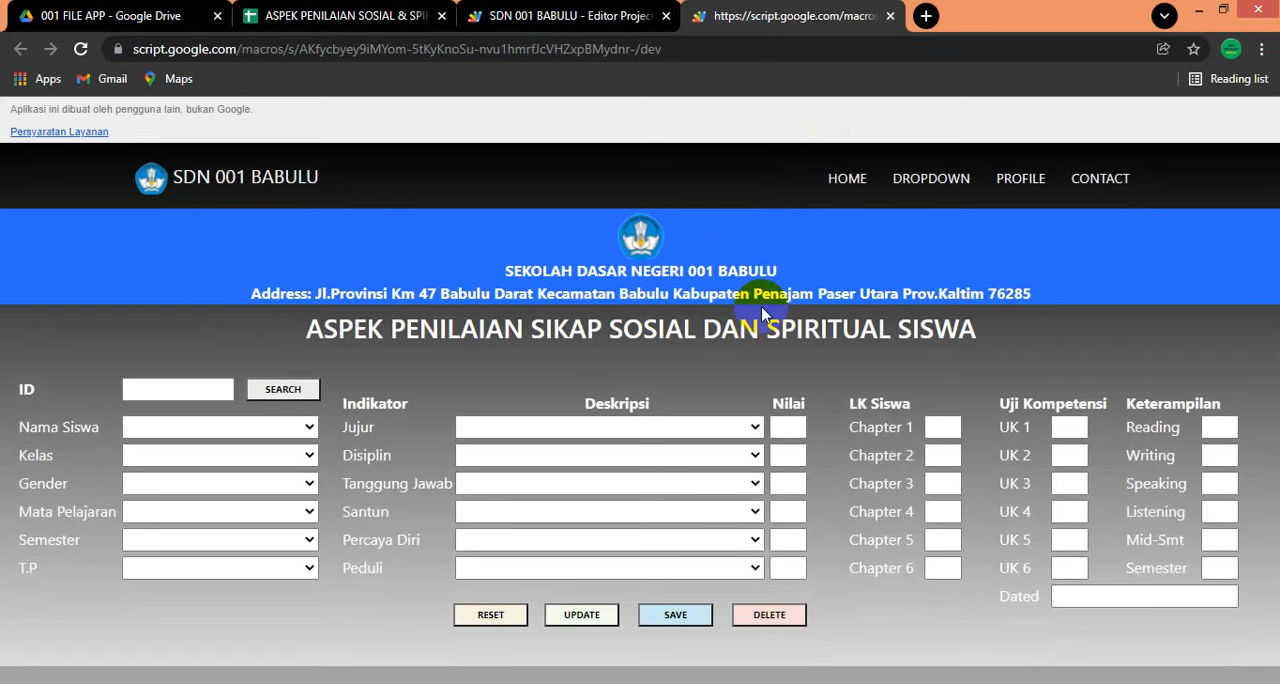 001 FILE APP - Google Drive
ASPEK PENILAIAN SOSIAL & SPI
SDN 001 BABULU - Editor Project
https://script.google.com/macros
script.google.com/macros/s/AKfycbyey9iMYom-5tKyKnoSu-nvu1hmrfJcVHZxpBMydnr-/dev
Apps
Gmail
Maps
Reading list
Aplikasi ini dibuat oleh pengguna lain, bukan Google.
Persyaratan Layanan
SDN 001 BABULU
HOME
DROPDOWN
PROFILE
CONTACT
SEKOLAH DASAR NEGERI 001 BABULU
Address: Jl.Provinsi Km 47 Babulu Darat Kecamatan Babulu Kabupaten Penajam Paser Utara Prov.Kaltim 76285
ASPEK PENILAIAN SIKAP SOSIAL DAN SPIRITUAL SISWA
ID
SEARCH
Nama Siswa
Kelas
Gender
Mata Pelajaran
Semester
T.P
Indikator
Deskripsi
Nilai
Jujur
Disiplin
Tanggung Jawab
Santun
Percaya Diri
Peduli
LK Siswa
Chapter 1
Chapter 2
Chapter 3
Chapter 4
Chapter 5
Chapter 6
Uji Kompetensi
UK 1
UK 2
UK 3
UK 4
UK 5
UK 6
Keterampilan
Reading
Writing
Speaking
Listening
Mid-Smt
Semester
Dated
RESET
UPDATE
SAVE
DELETE